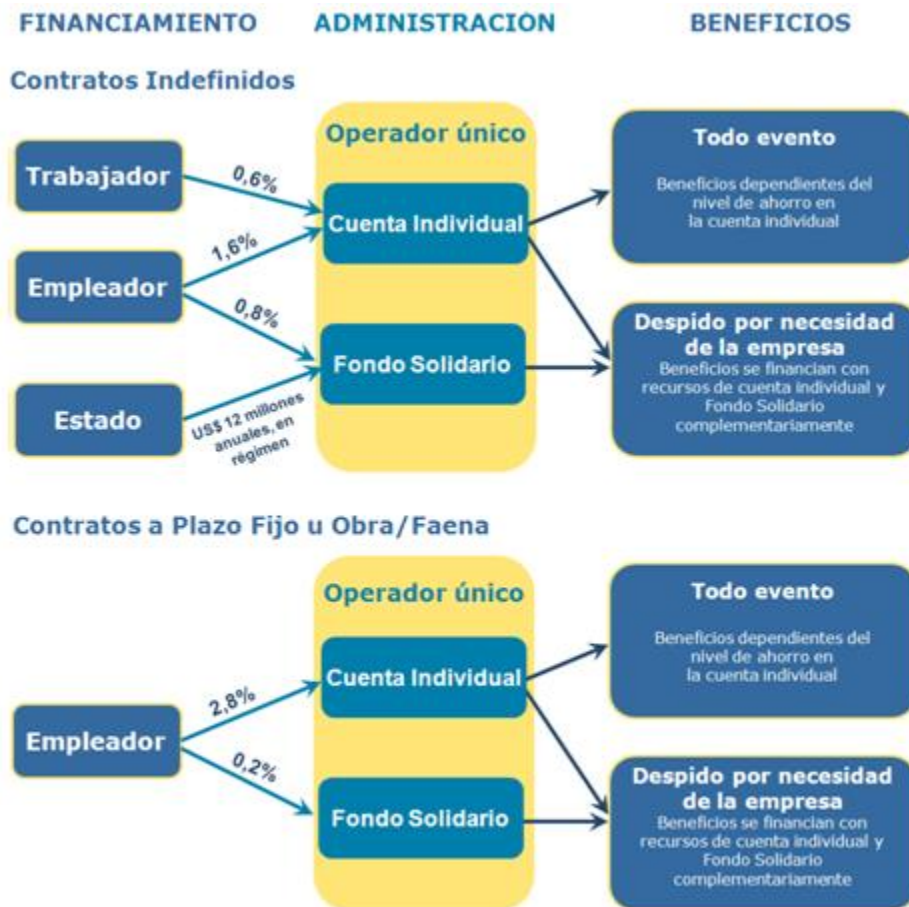 FINANCIAMIENTO ADMINISTRACIÓN BENEFICIOS
Contratos Indefinidos
Trabajador
Empleador
Estado
0,6%
1,6%
0,8%
US$ 12 millones
anuales, en
régimen
Operador único
Cuenta Individual
Fondo Solidario
Todo evento
Beneficios dependientes del
nivel de ahorro en
la cuenta individual
Despido por necesidad
de la empresa
Beneficios se financian con
recursos de cuenta individual y
Fondo Solidario
complementariamente
Contratos a Plazo Fijo u Obra/Faena
Empleador
2,8%
0,2%
Operador único
Cuenta Individual
Fondo Solidario
Todo evento
Beneficios dependientes del
nivel de ahorro en
la cuenta individual
Despido por necesidad
de la empresa
Beneficios se financian con
recursos de cuenta individual y
Fondo Solidario
complementariamente